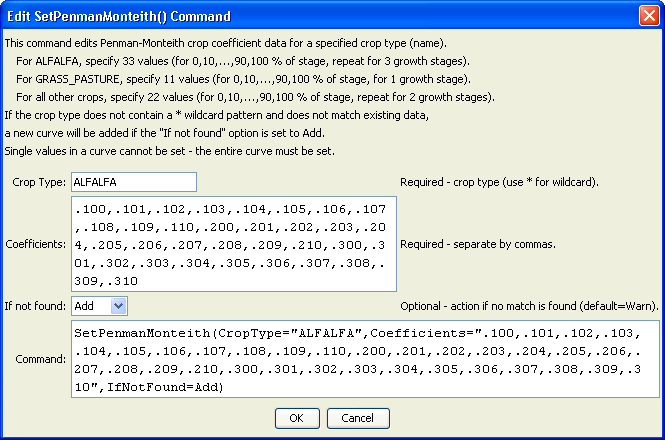 Edit SetPenmanMonteith() Command
This command edits Penman-Monteith crop coefficient data for a specified crop type (name).
For ALFALFA, specify 33 values (for 0,10,...,90,100 % of stage, repeat for 3 growth stages).
For GRASS_PASTURE, specify 11 values (for 0,10,...,90,100 % of stage, for 1 growth stage).
For all other crops, specify 22 values (for 0,10,...,90,100 % of stage, repeat for 2 growth stages).
If the crop type does not contain a * wildcard pattern and does not match existing data,
a new curve will be added if the "If not found" option is set to Add.
Single values in a curve cannot be set - the entire curve must be set.
Crop Type: ALFALFA Required - crop type (use * for wildcard).
.100,.101,.102,.103,.104,.105,.106,.107
,.108,.109,.110,.200,.201,.202,.203,.20
Coefficients: 4,.205,.206,.207,.208,.209,.210,.300,.3 Required - separate by commas.
01,.302,.303,.304,.305,.306,.307,.308,.
309,.310
If not found: Add Optional - action if no match is found (default=Warn).
SetPenmanMonteith(CropType="ALFALFA",Coefficients=".100,.101,.102,.103,
.104,.105,.106,.107,.108,.109,.110,.200,.201,.202,.203,.204,.205,.206,.
Command: 207,.208,.209,.210,.300,.301,.302,.303,.304,.305,.306,.307,.308,.309,.3
10",IfNotFound=Add)
OK Cancel